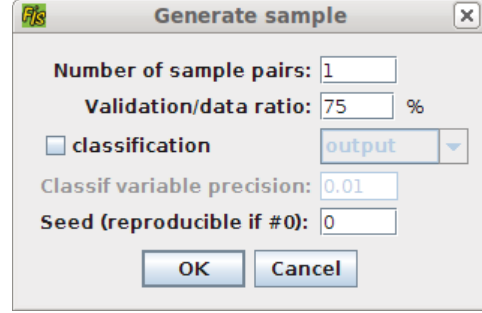 Fis Generate sample
Number of sample pairs: 1
Validation/data ratio: 75 %
classification output
Classif variable precision: 0.01
Seed (reproducible if #0): 0
OK Cancel